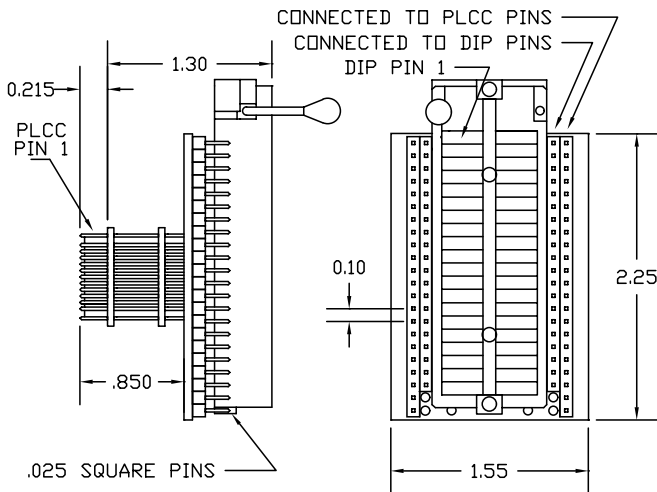 CONNECTED TO PLCC PINS
CONNECTED TO DIP PINS
DIP PIN 1
1.30
0.215
PLCC
PIN 1
0.10
2.25
.850
.025 SQUARE PINS
1.55